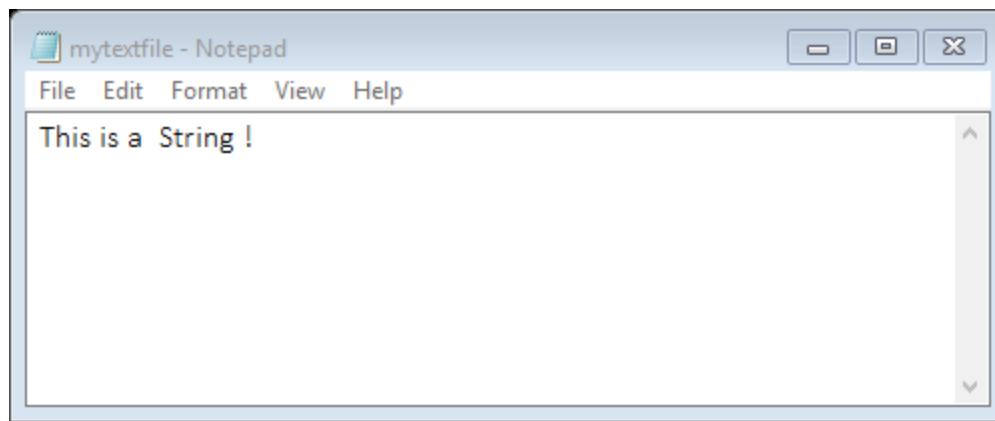 mytextfile - Notepad
File Edit Format View Help
This is a  String !